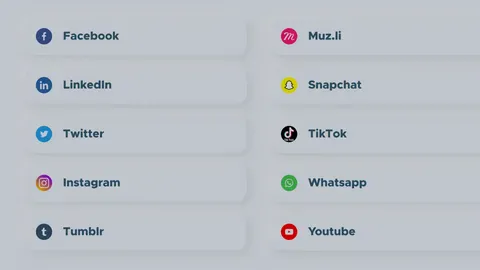 Facebook
LinkedIn
Twitter
Instagram
Tumblr
Muz.li
Snapchat
TikTok
Whatsapp
Youtube